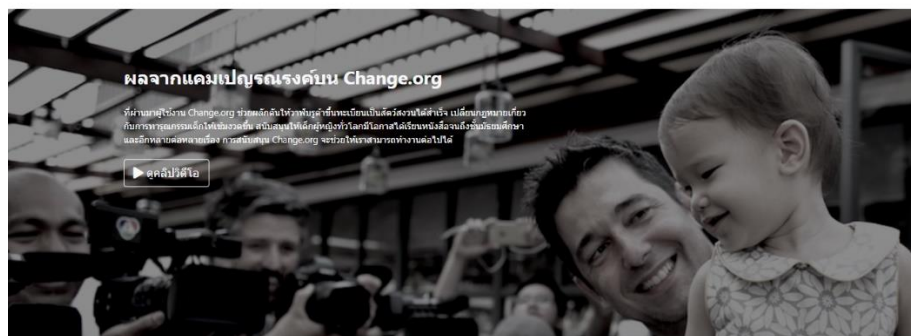 ผลจากแคมเปญรณรงค์บน Change.org
ที่ผ่านมาผู้ใช้งาน Change.org ช่วยผลักดันให้วาฬบรูด้าขึ้นทะเบียนเป็นสัตว์สงวนได้สำเร็จ เปลี่ยนกฎหมายเกี่ยว
กับการทารุณกรรมเด็กให้เข้มงวดขึ้น สนับสนุนให้เด็กผู้หญิงทั่วโลกมีโอกาสได้เรียนหนังสือจนถึงชั้นมัธยมศึกษา
และอีกหลายต่อหลายเรื่อง การสนับสนุน Change.org จะช่วยให้เราสามารถทำงานต่อไปได้
ดูคลิปวิดีโอ